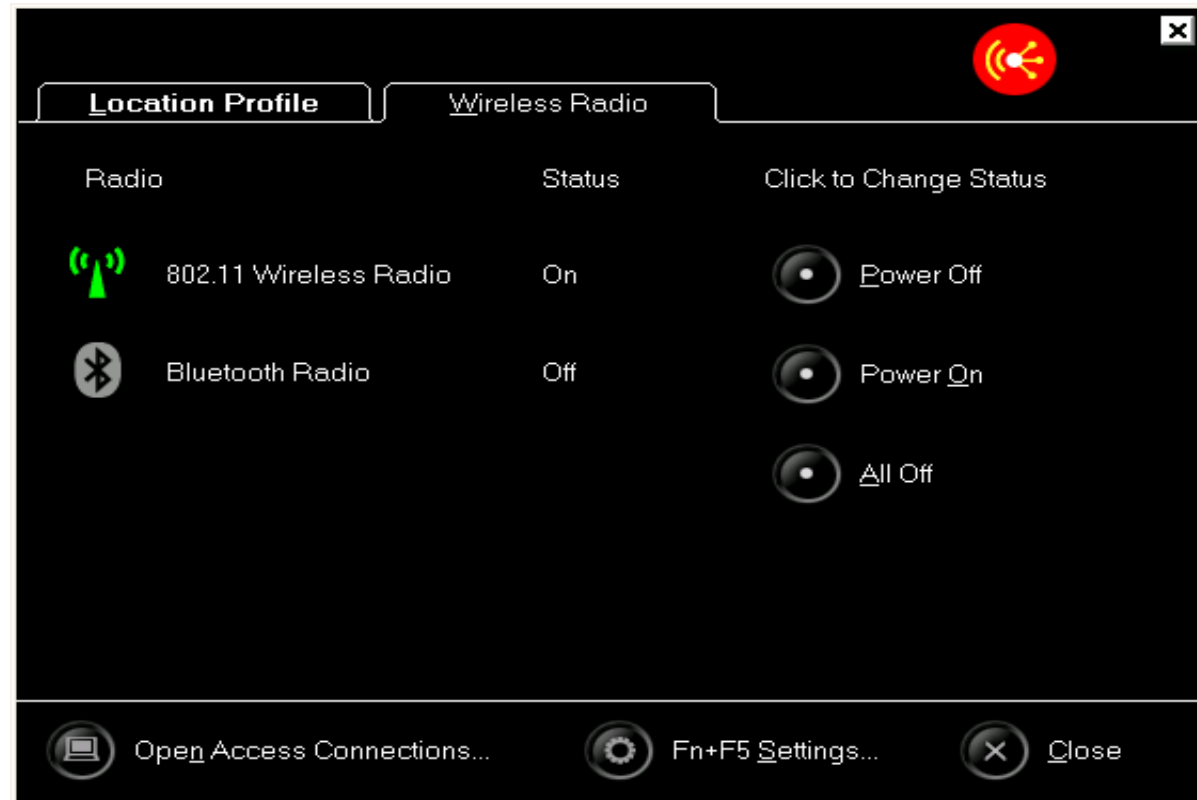 Location Profile Wireless Radio
Radio Status Click to Change Status
802.11 Wireless Radio On Power Off
Bluetooth Radio Off Power On
All Off
Open Access Connections... Fn+F5 Settings... Close